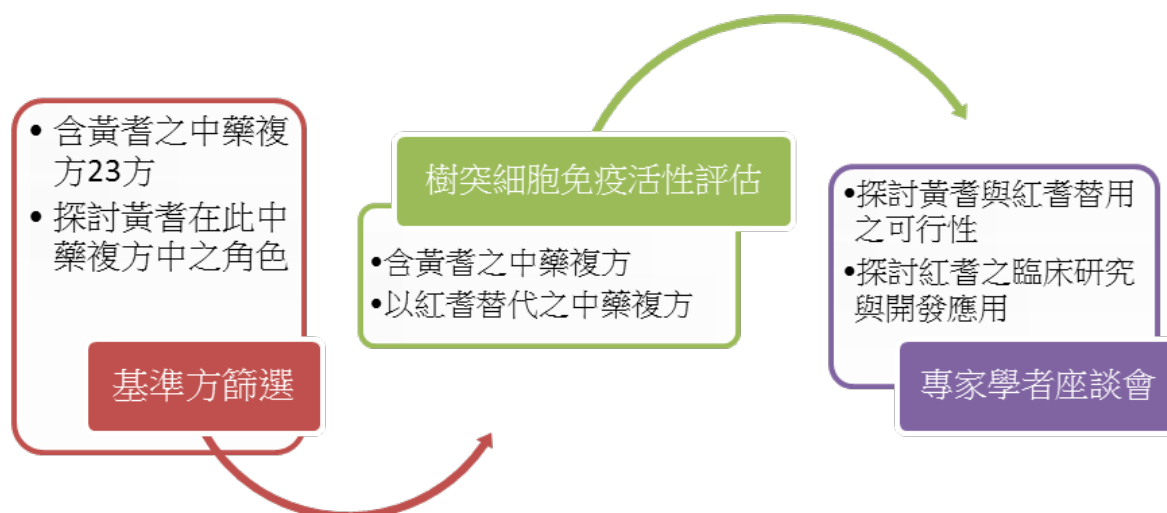 • 含黃耆之中藥複
方23方
• 探討黃耆在此中
藥複方中之角色
基準方篩選
樹突細胞免疫活性評估
•含黃耆之中藥複方
•以紅耆替代之中藥複方
•探討黃耆與紅耆替用
之可行性
•探討紅耆之臨床研究
與開發應用
專家學者座談會